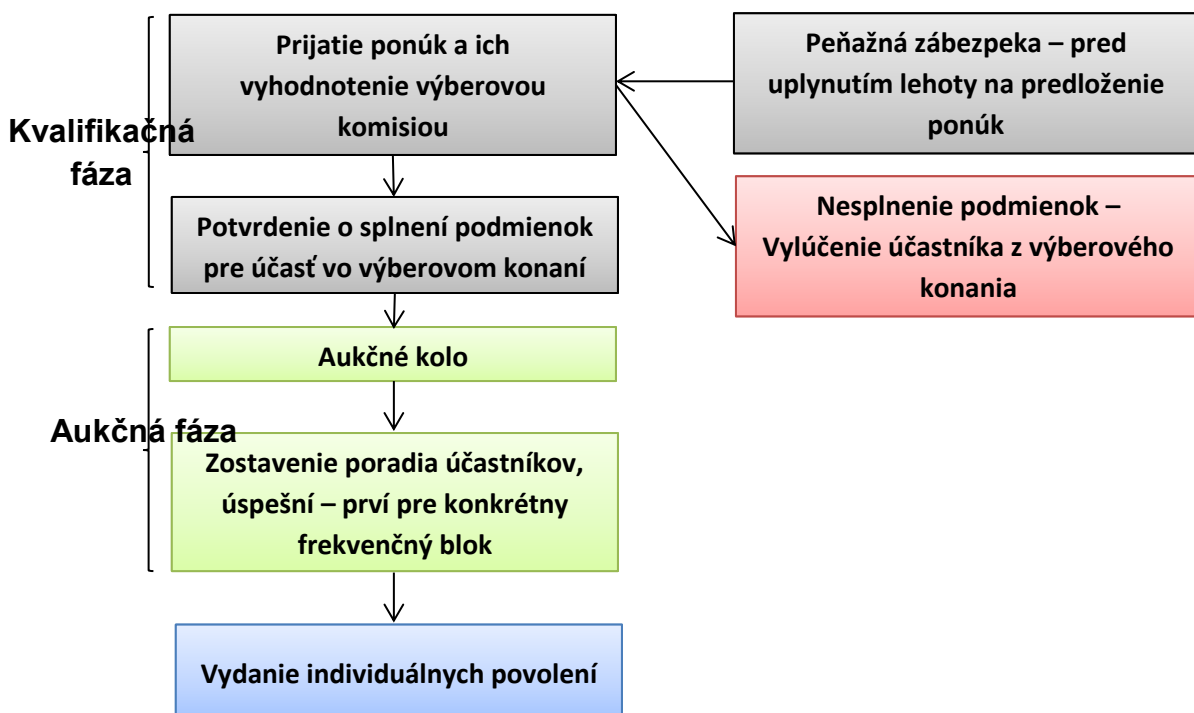 Kvalifikačná
fáza
Prijatie ponúk a ich
vyhodnotenie výberovou
komisiou
Peňažná zábezpeka – pred
uplynutím lehoty na predloženie
ponúk
Potvrdenie o splnení podmienok
pre účasť vo výberovom konaní
Nesplnenie podmienok –
Vylúčenie účastníka z výberového
konania
Aukčná fáza
Aukčné kolo
Zostavenie poradia účastníkov,
úspešní – prví pre konkrétny
frekvenčný blok
Vydanie individuálnych povolení